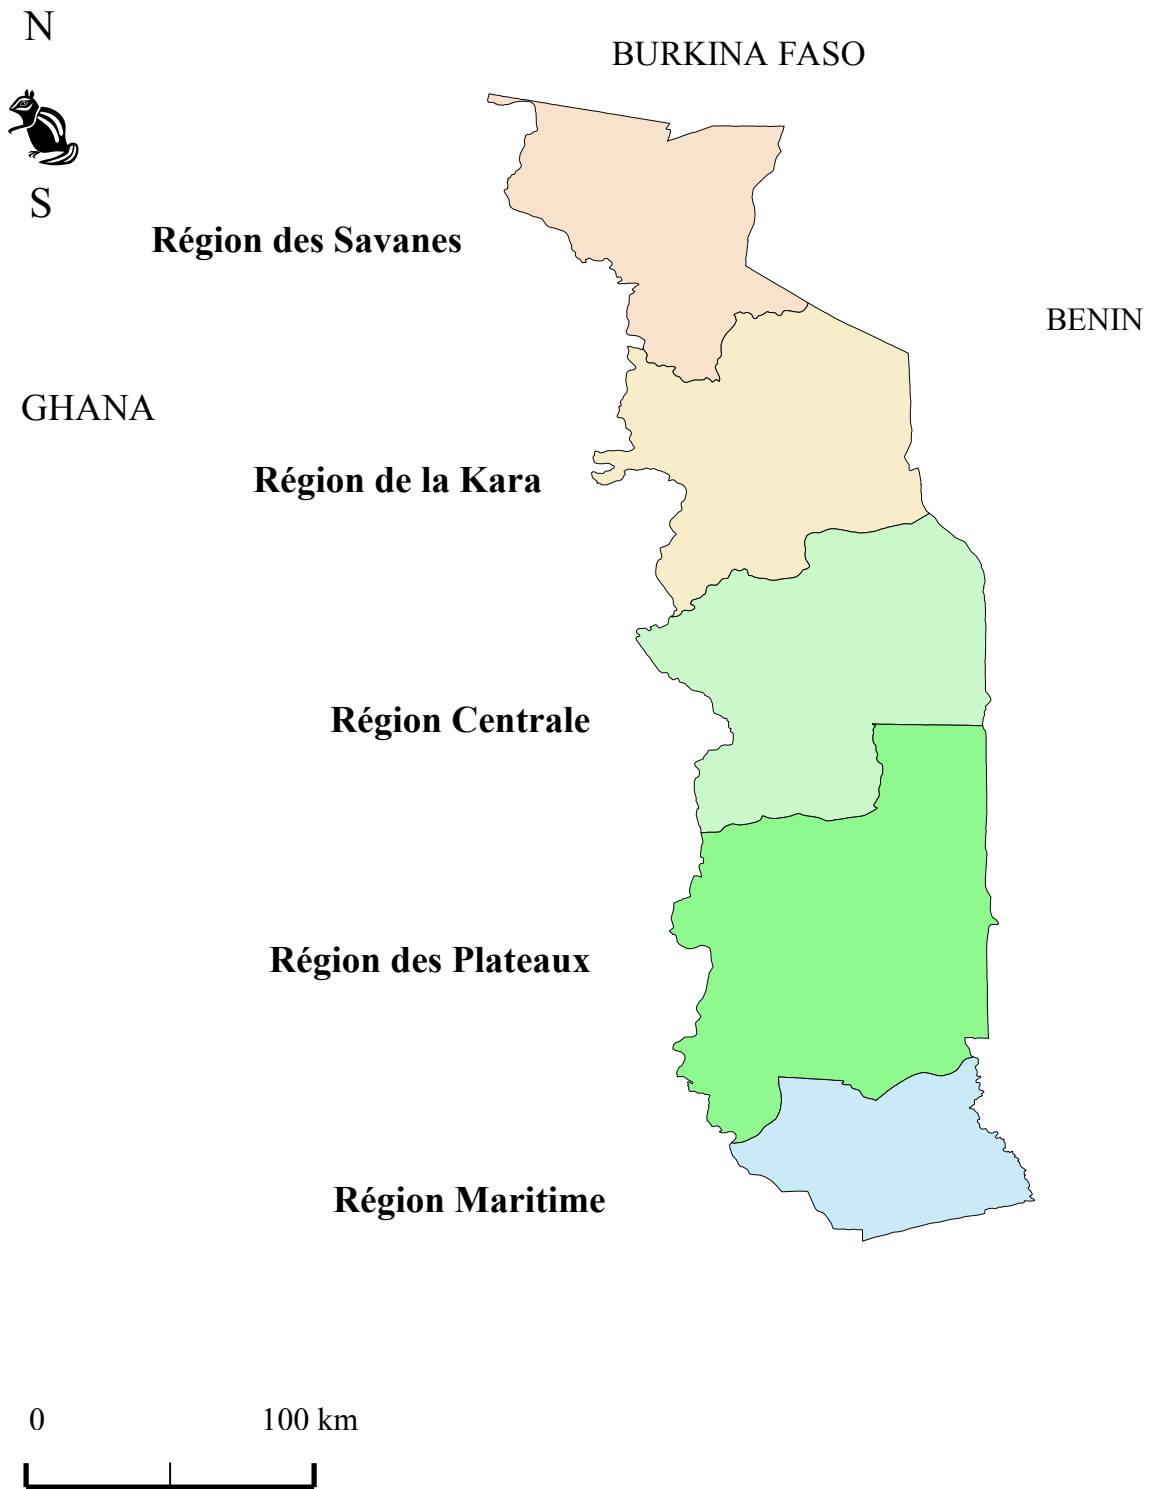 N
BURKINA FASO
S
Région des Savanes
BENIN
GHANA
Région de la Kara
Région Centrale
Région des Plateaux
Région Maritime
0 100 km